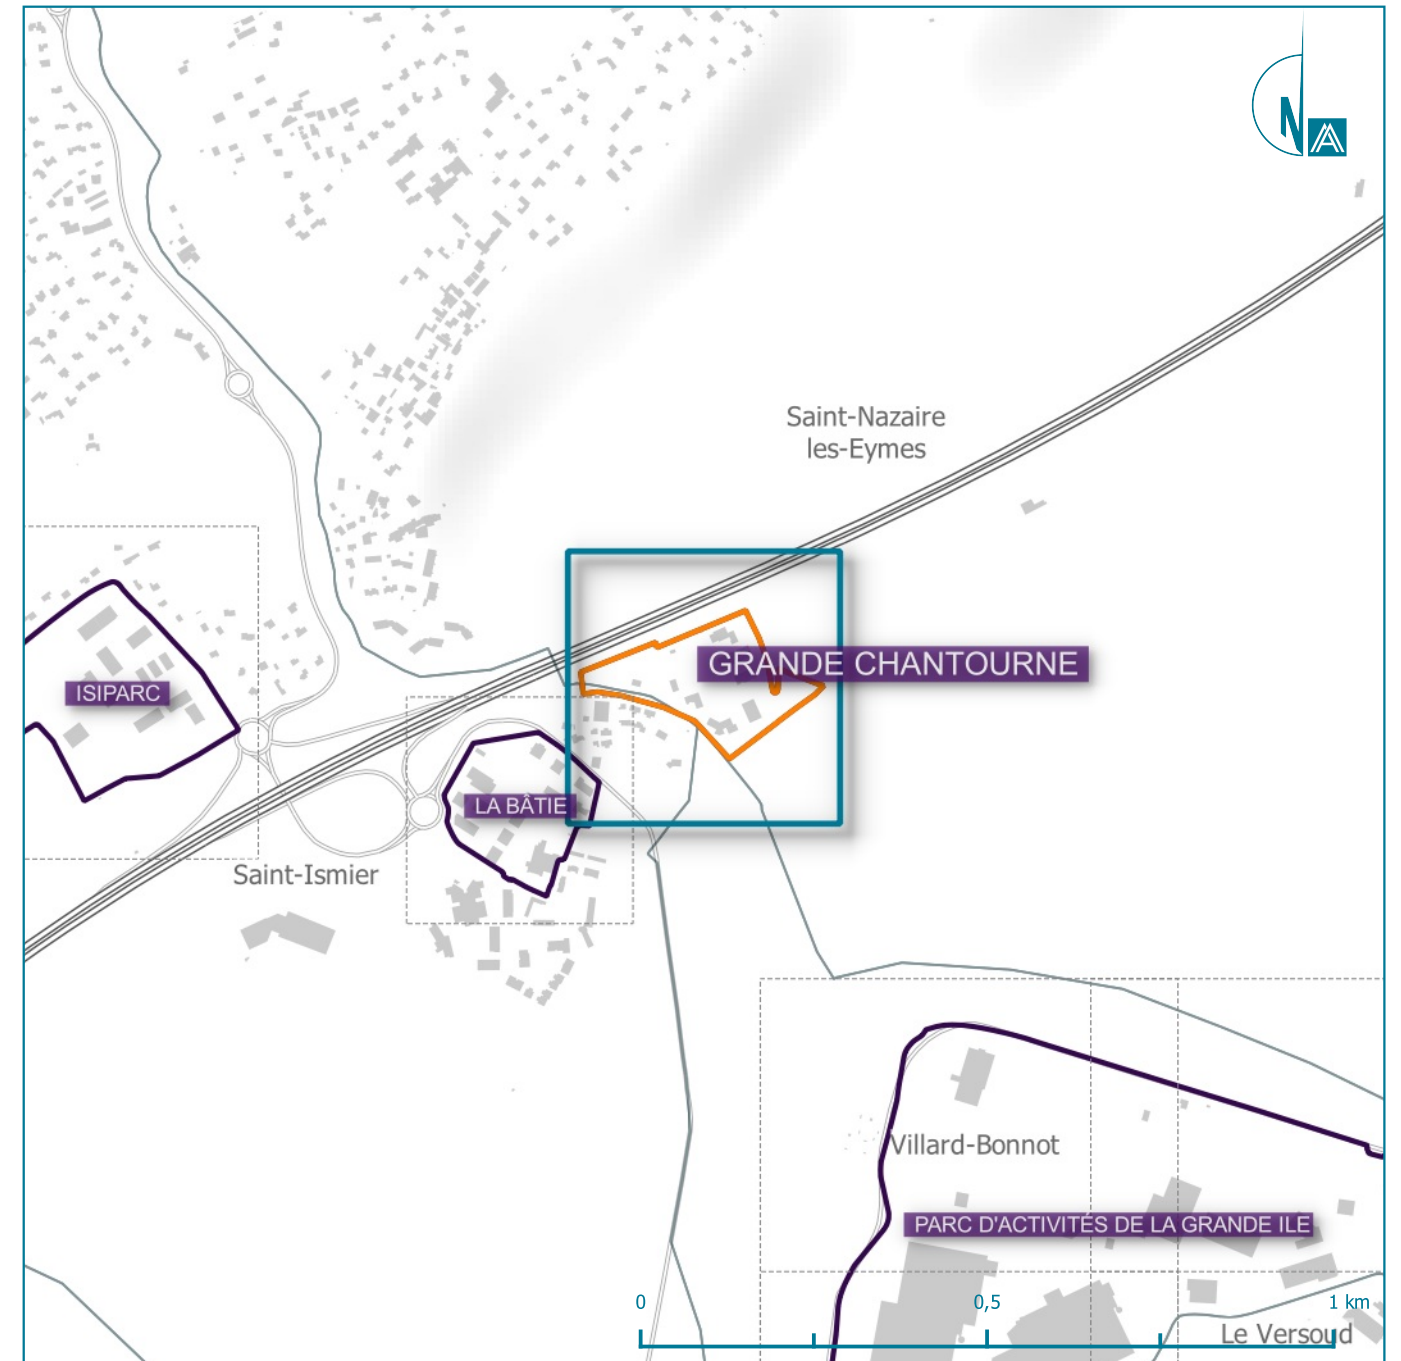 N
Saint-Nazaire
les-Eymes
GRANDE CHANTOURNE
ISIPARC
LA BÂTIE
Saint-Ismier
Villard-Bonnot
PARC D'ACTIVITÉS DE LA GRANDE ILE
0 0,5 1 km
Le Versoud